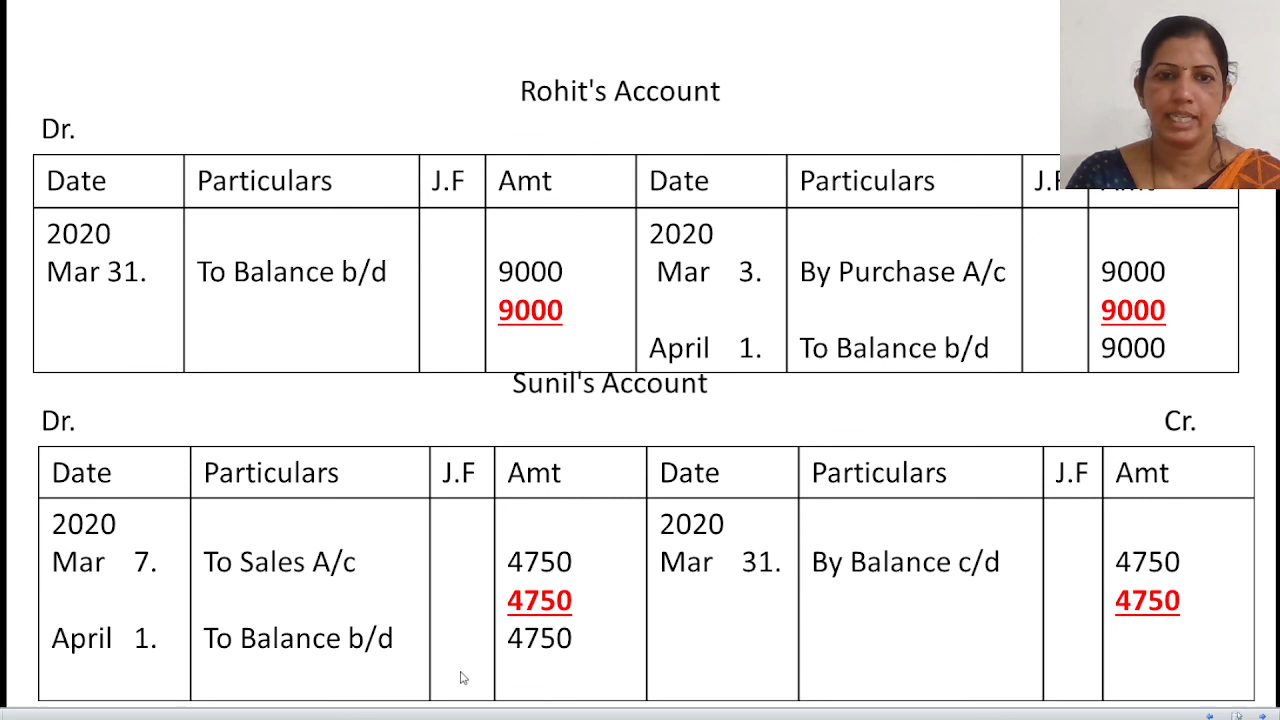 Rohit's Account
Dr.
Date Particulars J.F Amt Date Particulars J.F Amt
2020 2020
Mar 31. To Balance b/d 9000 Mar 3. By Purchase A/c 9000
9000 9000
April 1. To Balance b/d 9000
Sunil's Account
Dr. Cr.
Date Particulars J.F Amt Date Particulars J.F Amt
2020 2020
Mar 7. To Sales A/c 4750 Mar 31. By Balance c/d 4750
4750 4750
April 1. To Balance b/d 4750